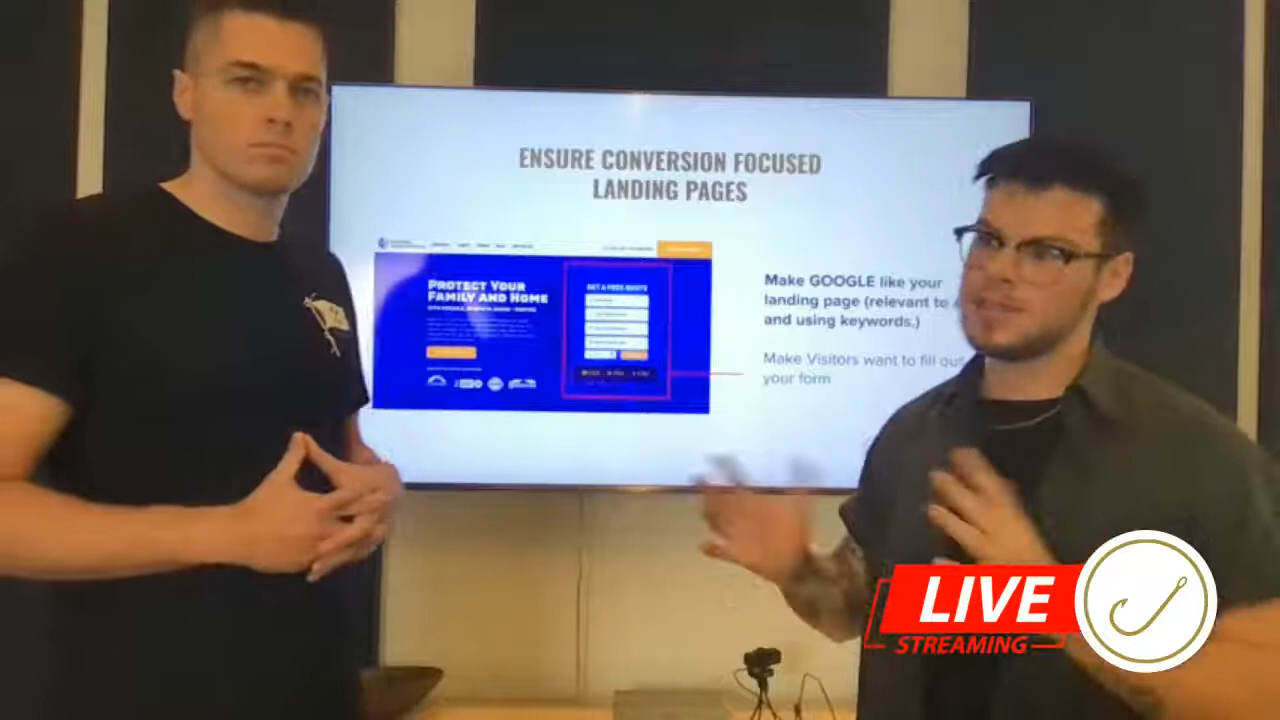 ENSURE CONVERSION FOCUSED
LANDING PAGES
PROTECT YOUR
FAMILY AND HOME
GET A FREE QUOTE
Make GOOGLE like your
landing page (relevant to
and using keywords.)
Make Visitors want to fill out
your form
LIVE
STREAMING